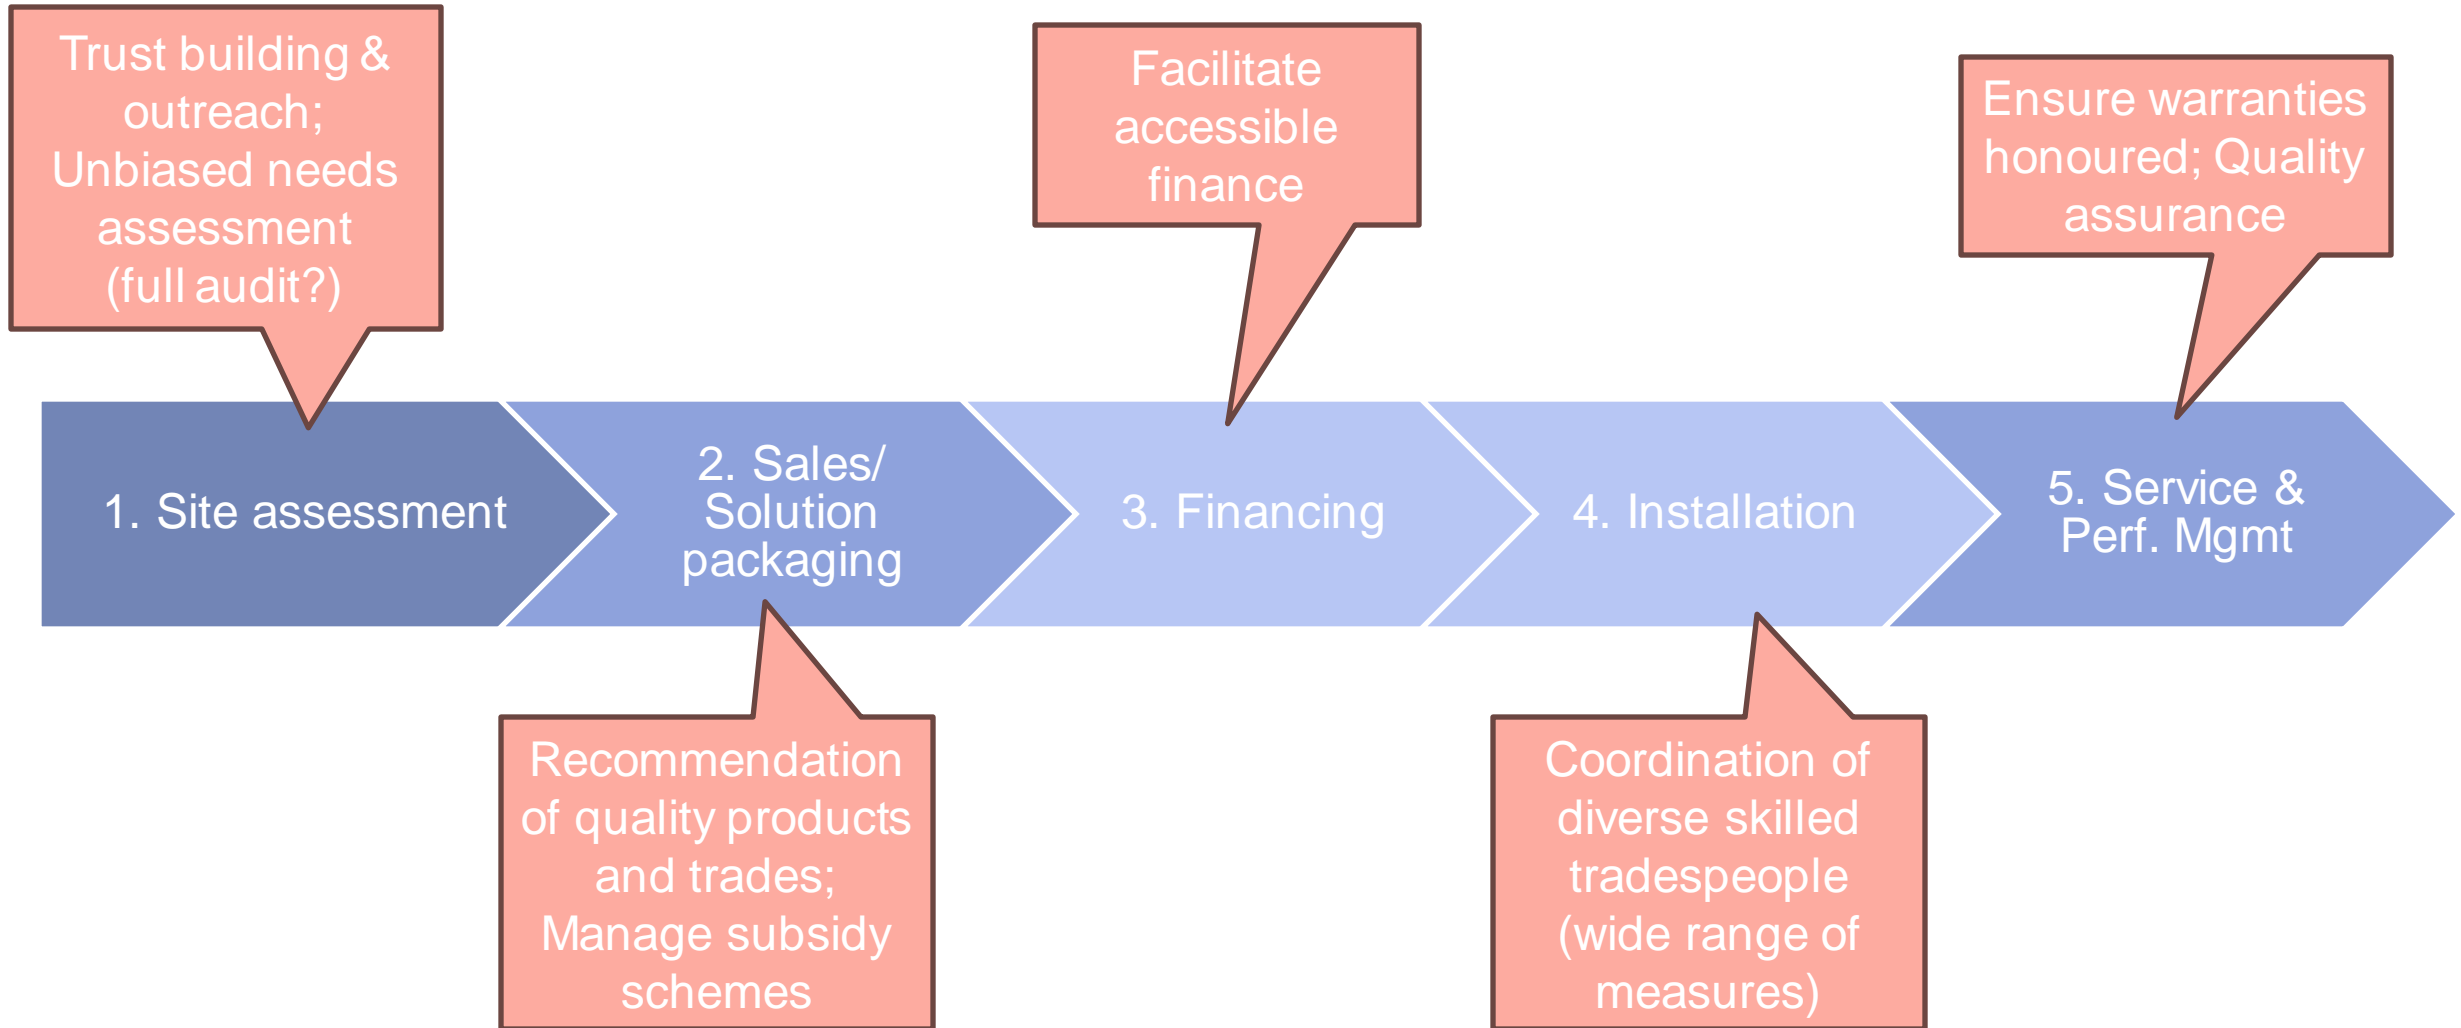 Trust building &
outreach;
Unbiased needs
assessment
(full audit?)
Facilitate
accessible
finance
Ensure warranties
honoured; Quality
assurance
1. Site assessment
2. Sales/
Solution
packaging
3. Financing
4. Installation
5. Service &
Perf. Mgmt
Recommendation
of quality products
and trades;
Manage subsidy
schemes
Coordination of
diverse skilled
tradespeople
(wide range of
measures)